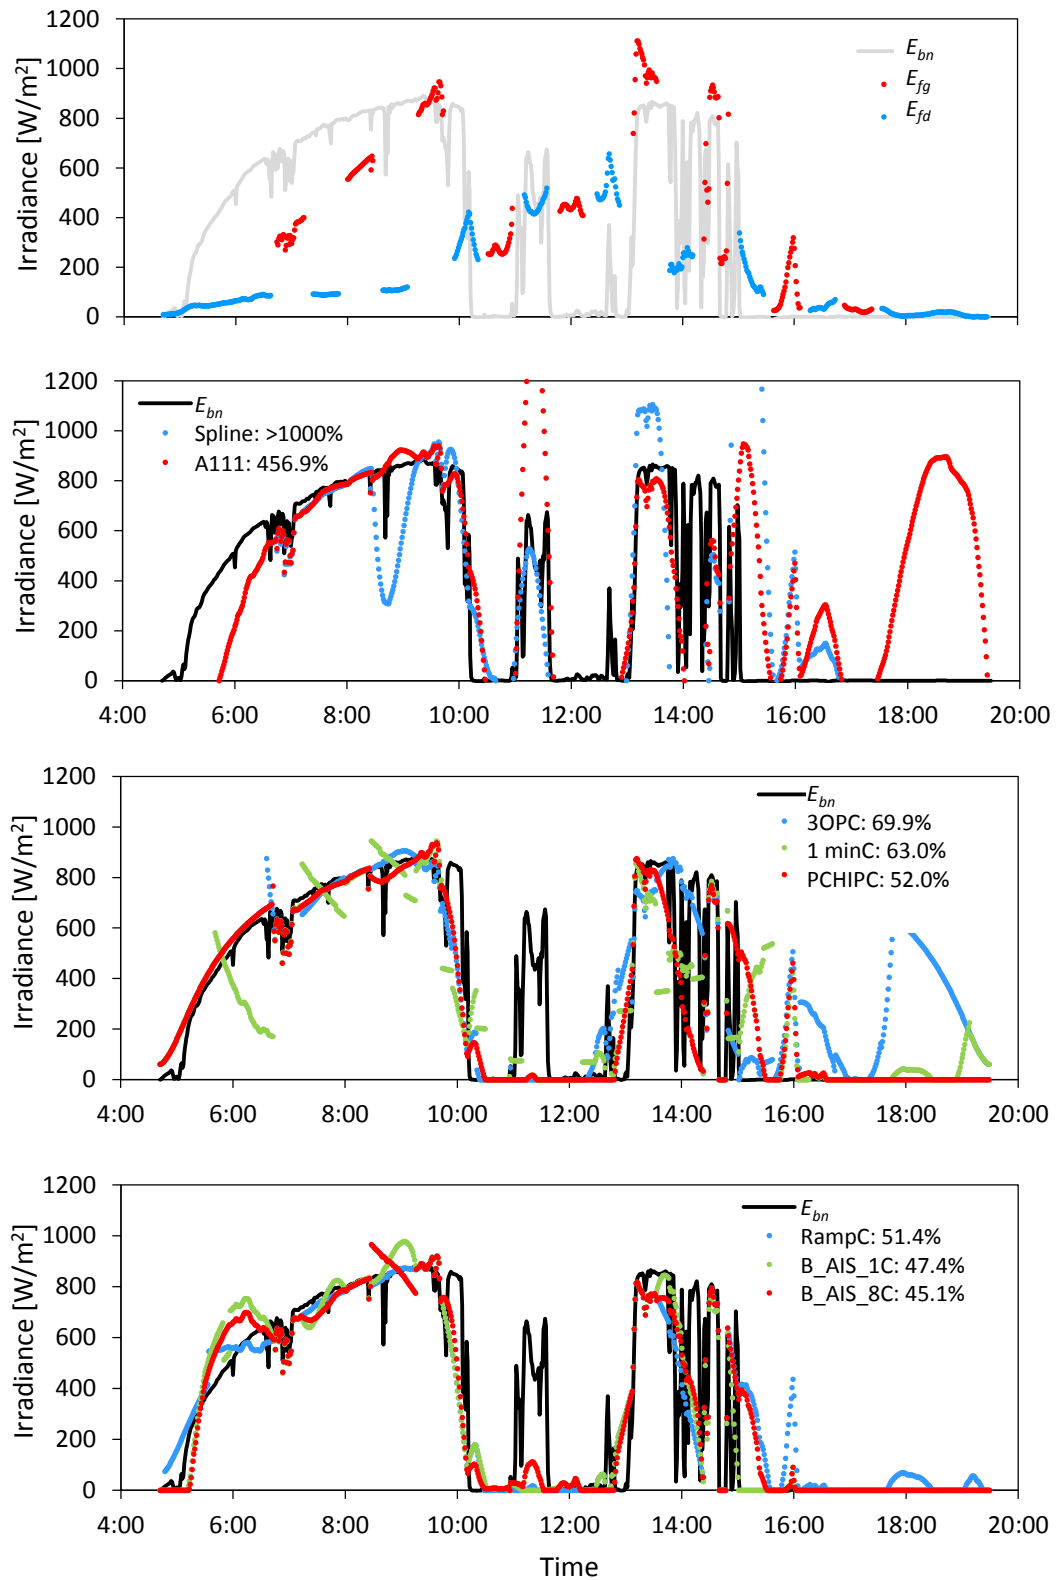 1200
1000
800
600
400
200
0
Irradiance [W/m²]
E_bn
E_fg
E_fd
1200
1000
800
600
400
200
0
Irradiance [W/m²]
E_bn
Spline: >1000%
A111: 456.9%
4:00 6:00 8:00 10:00 12:00 14:00 16:00 18:00 20:00
1200
1000
800
600
400
200
0
Irradiance [W/m²]
E_bn
3OPC: 69.9%
1 minC: 63.0%
PCHIPC: 52.0%
4:00 6:00 8:00 10:00 12:00 14:00 16:00 18:00 20:00
1200
1000
800
600
400
200
0
Irradiance [W/m²]
E_bn
RampC: 51.4%
B_AIS_1C: 47.4%
B_AIS_8C: 45.1%
4:00 6:00 8:00 10:00 12:00 14:00 16:00 18:00 20:00
Time